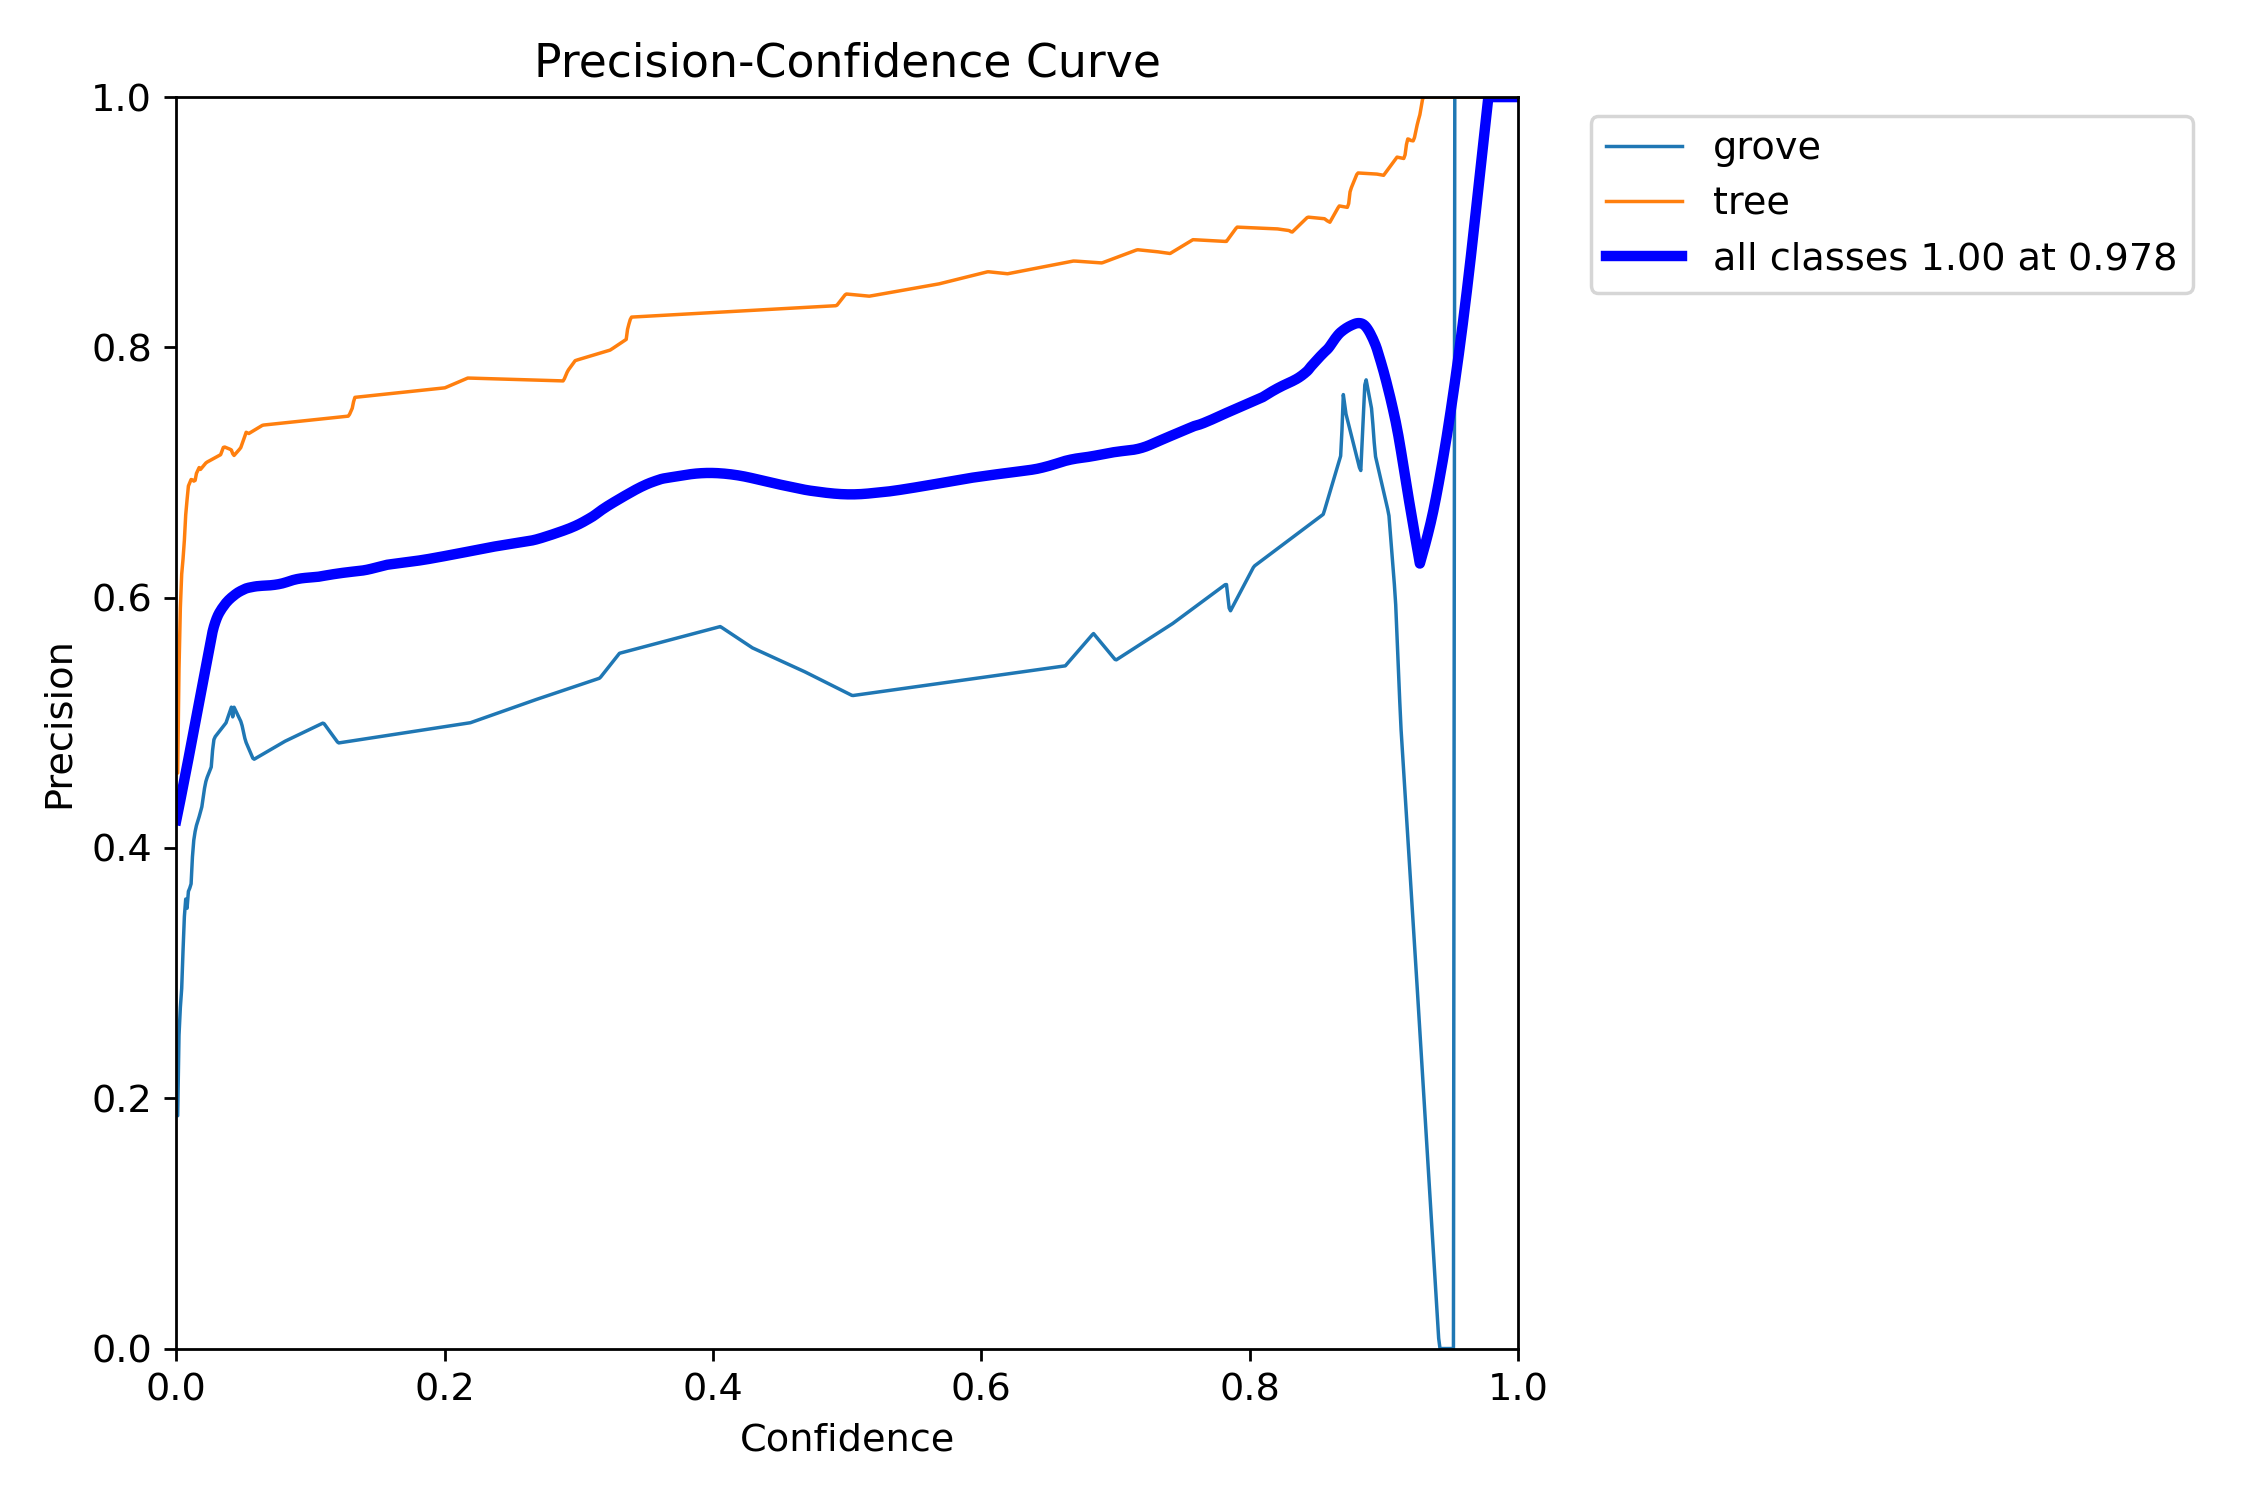 Precision-Confidence Curve
1.0
0.8
0.6
0.4
0.2
0.0
Precision
0.0 0.2 0.4 0.6 0.8 1.0
Confidence
grove
tree
all classes 1.00 at 0.978